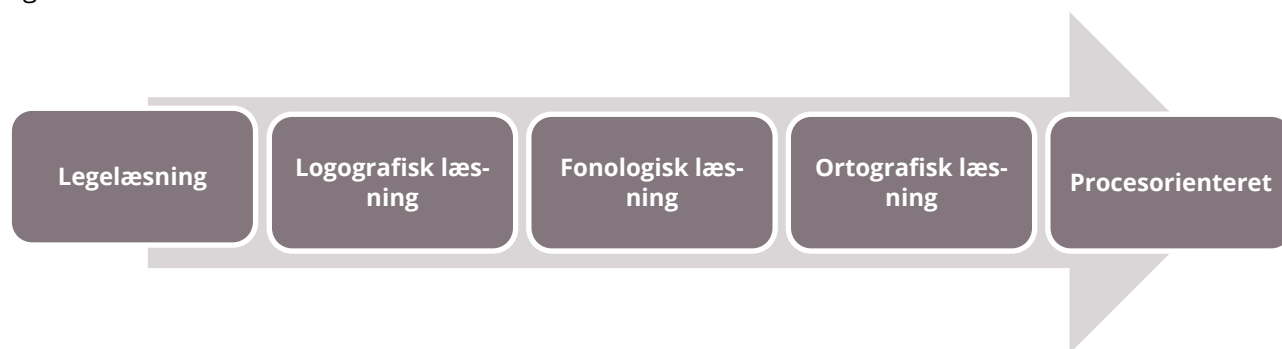 Legelæsning
Logografisk læs-
ning
Fonologisk læs-
ning
Ortografisk læs-
ning
Procesorienteret